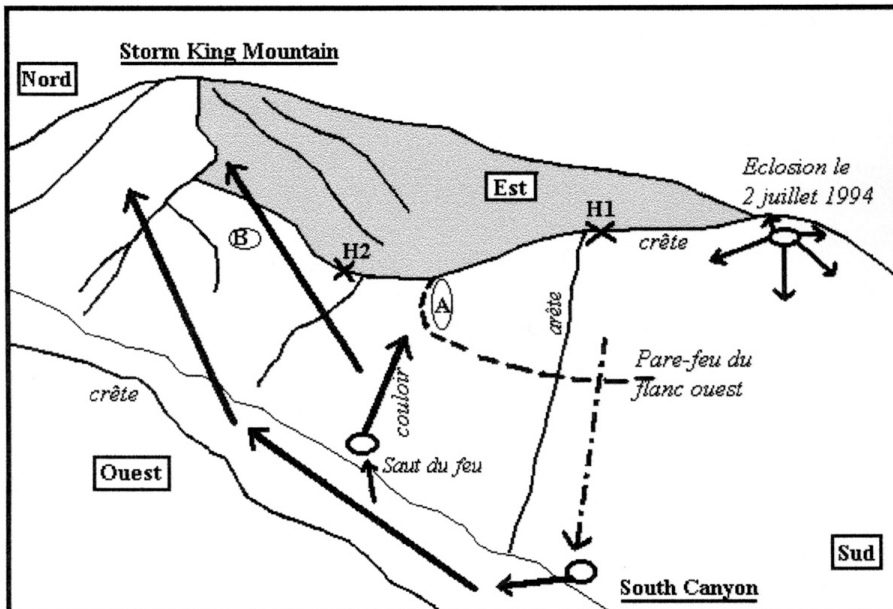 Storm King Mountain
Nord
Eclosion le
2 juillet 1994
Est
H1
B
H2
crête
A
arête
Pare-feu du
flanc ouest
crête
couloir
Ouest
Saut du feu
Sud
South Canyon